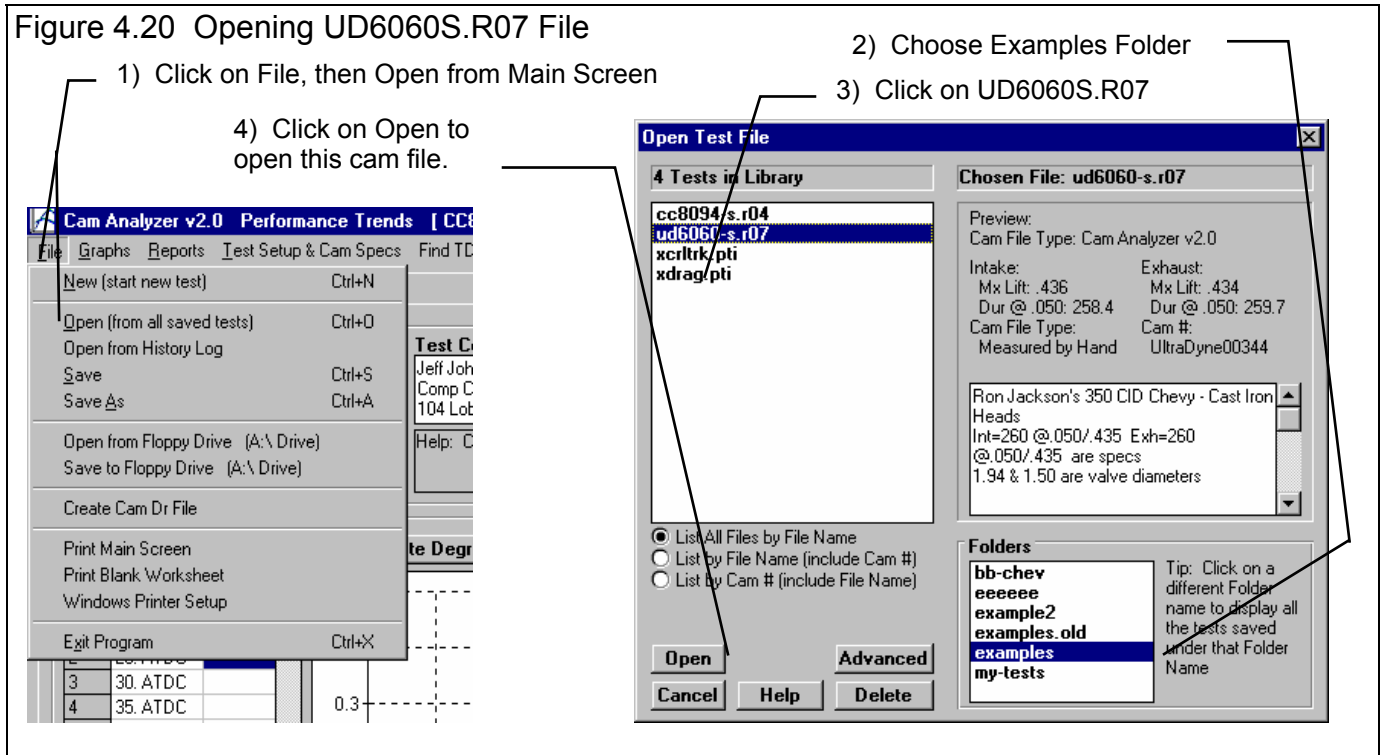 Figure 4.20  Opening UD6060S.R07 File
2)  Choose Examples Folder
1)  Click on File, then Open from Main Screen
3)  Click on UD6060S.R07
4)  Click on Open to
open this cam file.
Cam Analyzer v2.0   Performance Trends   [ CC8
File   Graphs   Reports   Test Setup & Cam Specs   Find TD
New (start new test)   Ctrl+N
Open (from all saved tests)   Ctrl+O
Open from History Log
Save   Ctrl+S
Save As   Ctrl+A
Open from Floppy Drive   (A:\ Drive)
Save to Floppy Drive   (A:\ Drive)
Create Cam Dr File
Print Main Screen
Print Blank Worksheet
Windows Printer Setup
Exit Program   Ctrl+X
Test C
Jeff Joh
Comp C
104 Lob
Help:  C
te Degr
3   30. ATDC
4   35. ATDC
0.3
Open Test File
4 Tests in Library
cc8094-s.r04
ud6060-s.r07
xcrltrk.pti
xdrag.pti
List All Files by File Name
List by File Name (include Cam #)
List by Cam # (include File Name)
Open   Advanced
Cancel   Help   Delete
Chosen File: ud6060-s.r07
Preview:
Cam File Type: Cam Analyzer v2.0
Intake:   Exhaust:
Mx Lift: .436   Mx Lift: .434
Dur @ .050: 258.4   Dur @ .050: 259.7
Cam File Type:   Cam #:
Measured by Hand   UltraDyne00344
Ron Jackson's 350 CID Chevy - Cast Iron
Heads
Int=260 @.050/.435  Exh=260
@.050/.435  are specs
1.94 & 1.50 are valve diameters
Folders
bb-chev
eeeeee
example2
examples.old
examples
my-tests
Tip:  Click on a
different Folder
name to display all
the tests saved
under that Folder
Name